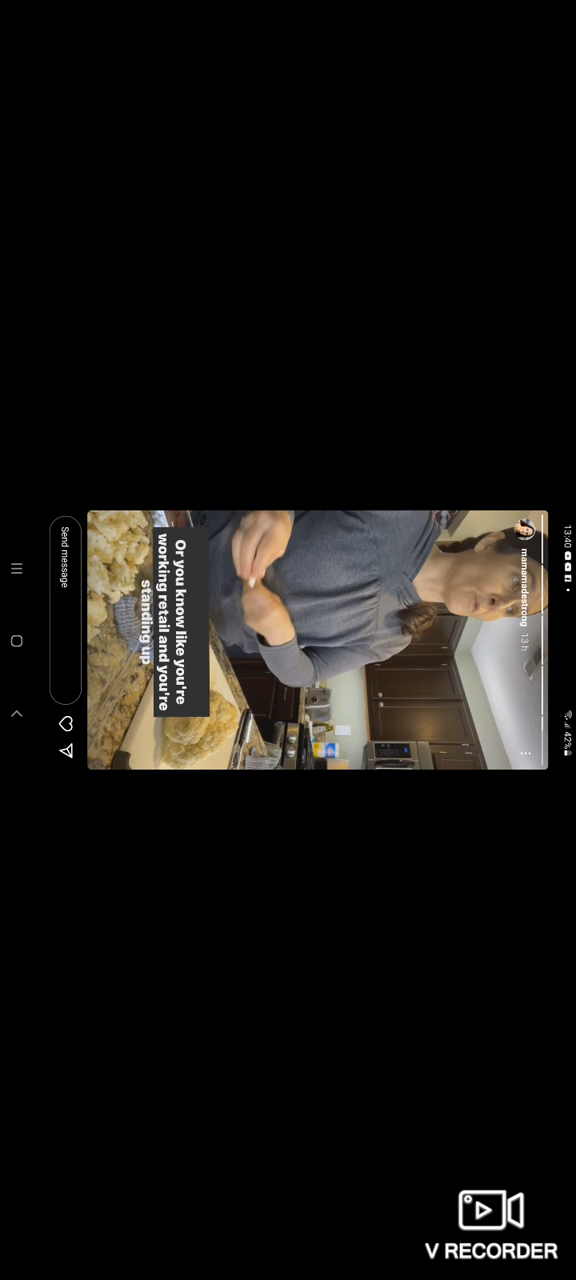 13:40
42%
mamamadestrong 13 h
Or you know like you're
working retail and you're
standing up
Send message
V RECORDER